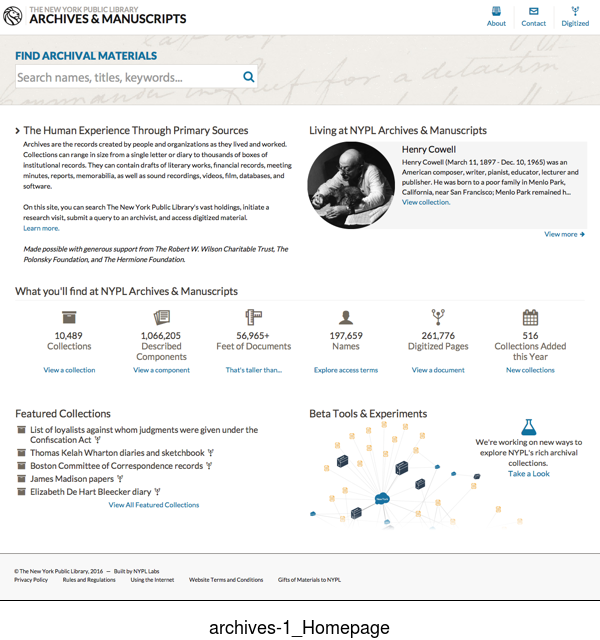 THE NEW YORK PUBLIC LIBRARY
ARCHIVES & MANUSCRIPTS
About
Contact
Digitized
FIND ARCHIVAL MATERIALS
Search names, titles, keywords...
The Human Experience Through Primary Sources
Archives are the records created by people and organizations as they lived and worked.
Collections can range in size from a single letter or diary to thousands of boxes of
institutional records. They can contain drafts of literary works, financial records, meeting
minutes, reports, memorabilia, as well as sound recordings, videos, film, databases, and
software.
On this site, you can search The New York Public Library's vast holdings, initiate a
research visit, submit a query to an archivist, and access digitized material.
Learn more.
Made possible with generous support from The Robert W. Wilson Charitable Trust, The
Polonsky Foundation, and The Hermione Foundation.
Living at NYPL Archives & Manuscripts
Henry Cowell
Henry Cowell (March 11, 1897 - Dec. 10, 1965) was an
American composer, writer, pianist, educator, lecturer and
publisher. He was born to a poor family in Menlo Park,
California, near San Francisco; Menlo Park remained h...
View collection.
View more
What you'll find at NYPL Archives & Manuscripts
10,489
Collections
View a collection
1,066,205
Described
Components
View a component
56,965+
Feet of Documents
That's taller than...
197,659
Names
Explore access terms
261,776
Digitized Pages
View a document
516
Collections Added
this Year
New collections
Featured Collections
List of loyalists against whom judgments were given under the
Confiscation Act
Thomas Kelah Wharton diaries and sketchbook
Boston Committee of Correspondence records
James Madison papers
Elizabeth De Hart Bleecker diary
View All Featured Collections
Beta Tools & Experiments
We're working on new ways to
explore NYPL's rich archival
collections.
Take a Look
© The New York Public Library, 2016 — Built by NYPL Labs
Privacy Policy Rules and Regulations Using the Internet Website Terms and Conditions Gifts of Materials to NYPL
archives-1_Homepage